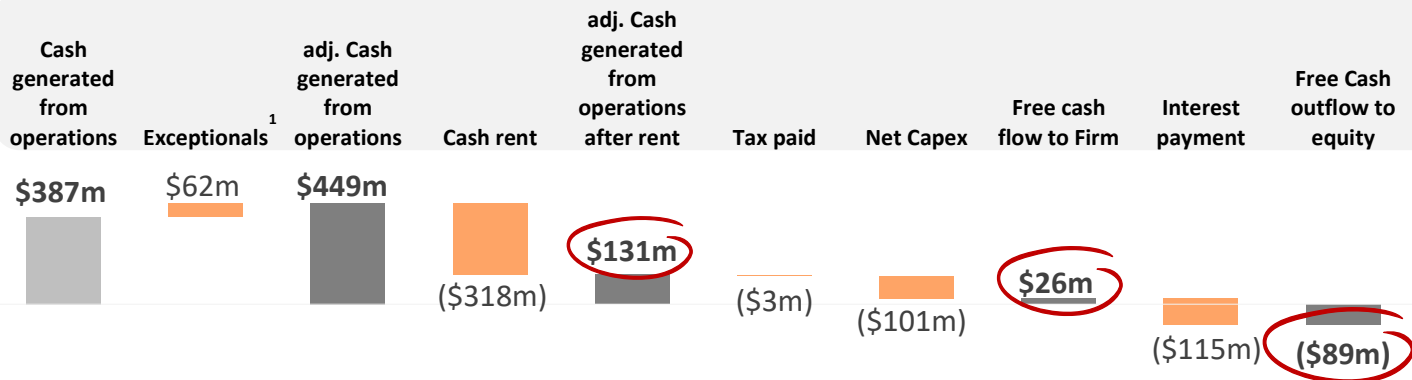 Cash
generated
from
operations
Exceptionals1
adj. Cash
generated
from
operations
Cash rent
adj. Cash
generated
from
operations
after rent
Tax paid
Net Capex
Free cash
flow to Firm
Interest
payment
Free Cash
outflow to
equity
$387m
$62m
$449m
($318m)
$131m
($3m)
($101m)
$26m
($115m)
($89m)